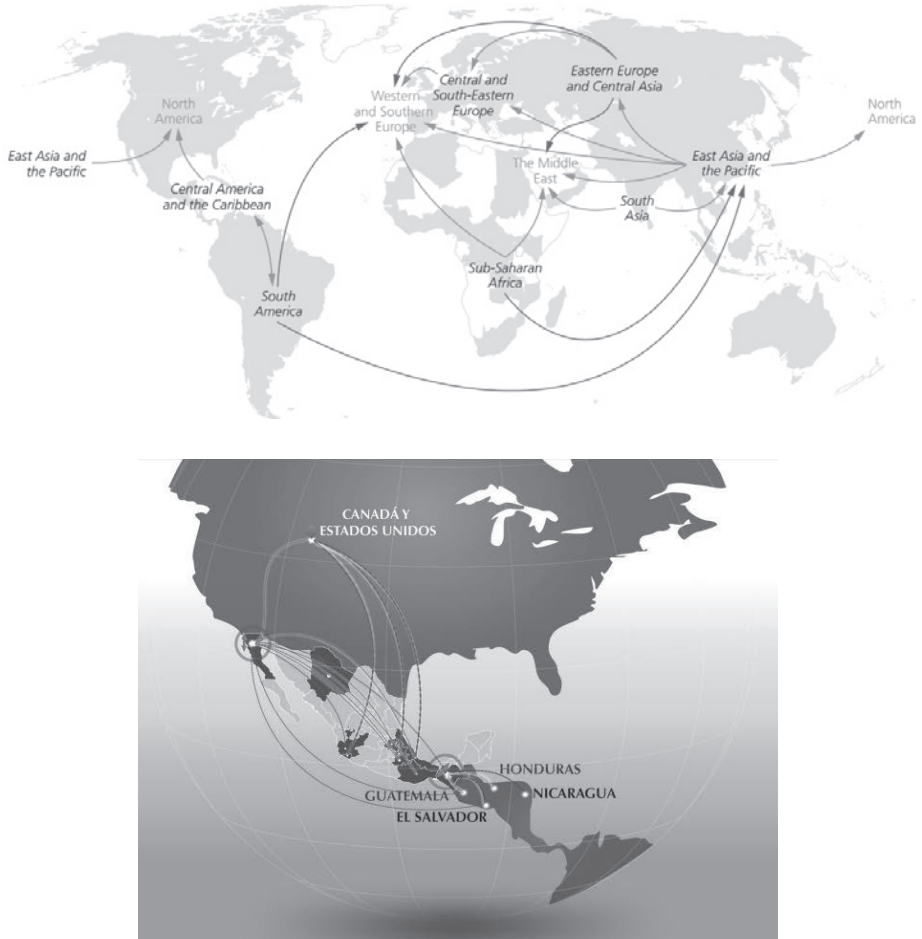 North
America
East Asia and
the Pacific
Central America
and the Caribbean
South
America
Western
and Southern
Europe
Central and
South-Eastern
Europe
Eastern Europe
and Central Asia
The Middle
East
South
Asia
Sub-Saharan
Africa
East Asia and
the Pacific
North
America
CANADÁ Y
ESTADOS UNIDOS
HONDURAS
GUATEMALA
NICARAGUA
EL SALVADOR